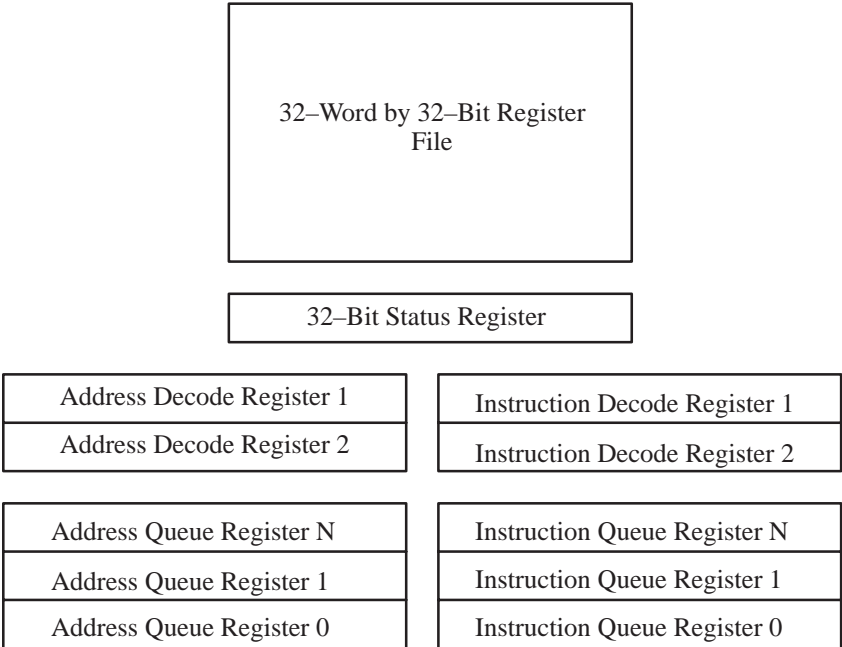 32–Word by 32–Bit Register
File
32–Bit Status Register
Address Decode Register 1
Address Decode Register 2
Instruction Decode Register 1
Instruction Decode Register 2
Address Queue Register N
Address Queue Register 1
Address Queue Register 0
Instruction Queue Register N
Instruction Queue Register 1
Instruction Queue Register 0